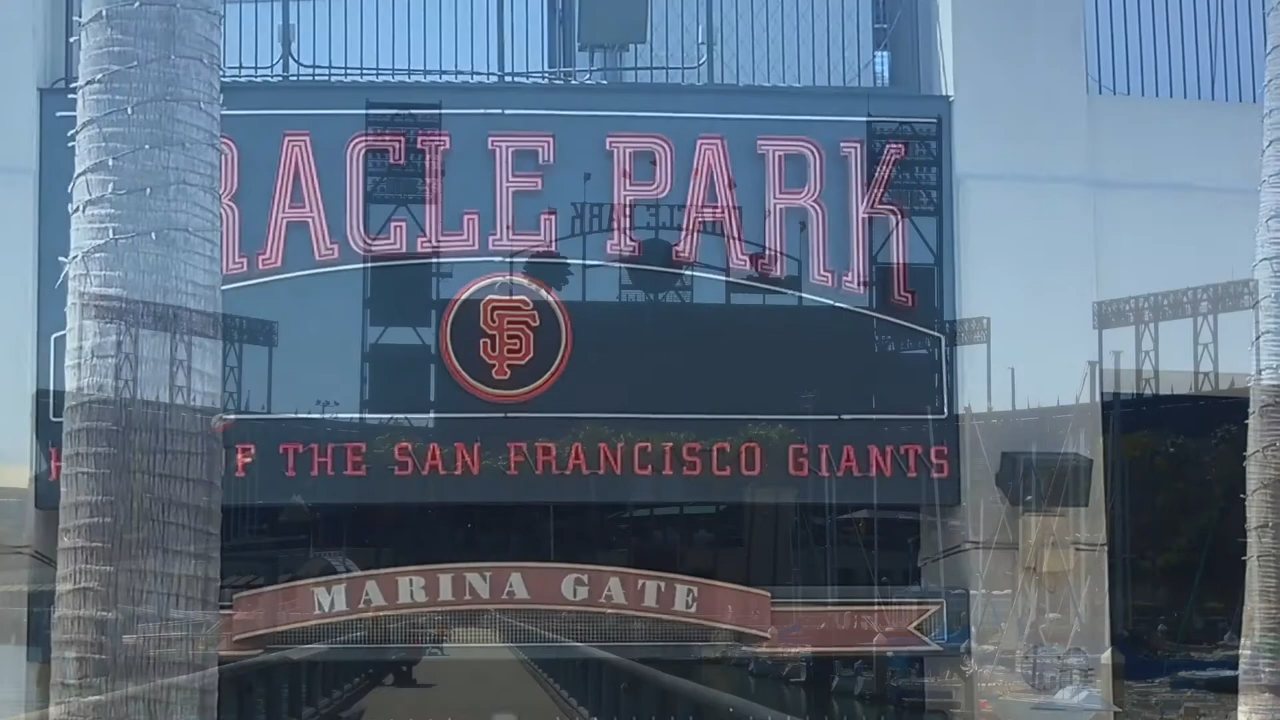 RACLE PARK
SF
F THE SAN FRANCISCO GIANTS
MARINA GATE